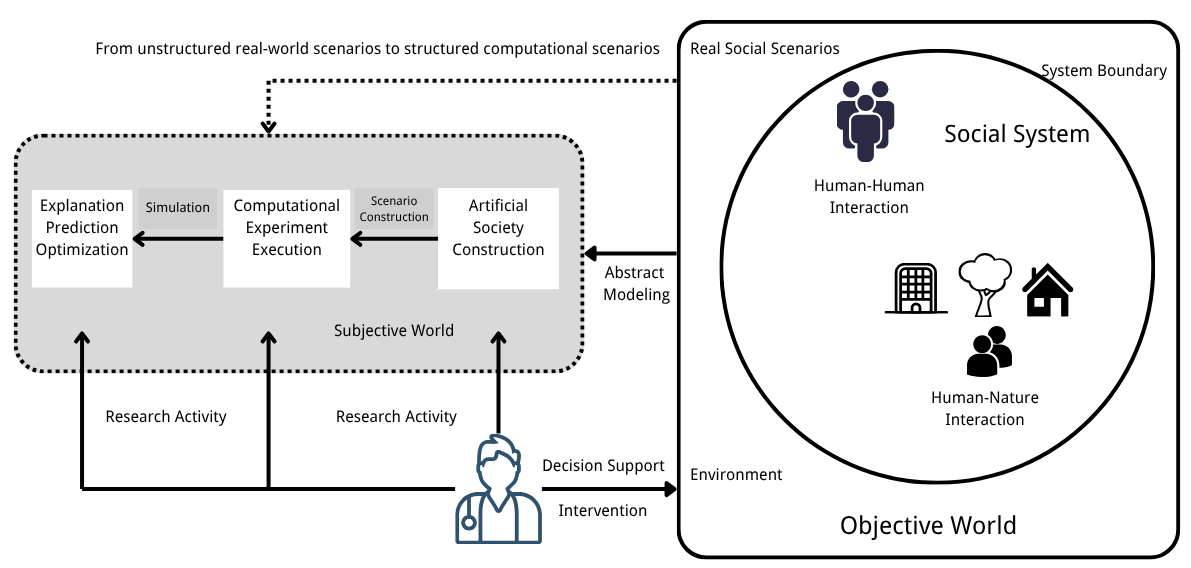 From unstructured real-world scenarios to structured computational scenarios
Real Social Scenarios
System Boundary
Social System
Human-Human
Interaction
Human-Nature
Interaction
Environment
Objective World
Abstract
Modeling
Explanation
Prediction
Optimization
Simulation
Computational
Experiment
Execution
Scenario
Construction
Artificial
Society
Construction
Subjective World
Research Activity
Research Activity
Decision Support
Intervention